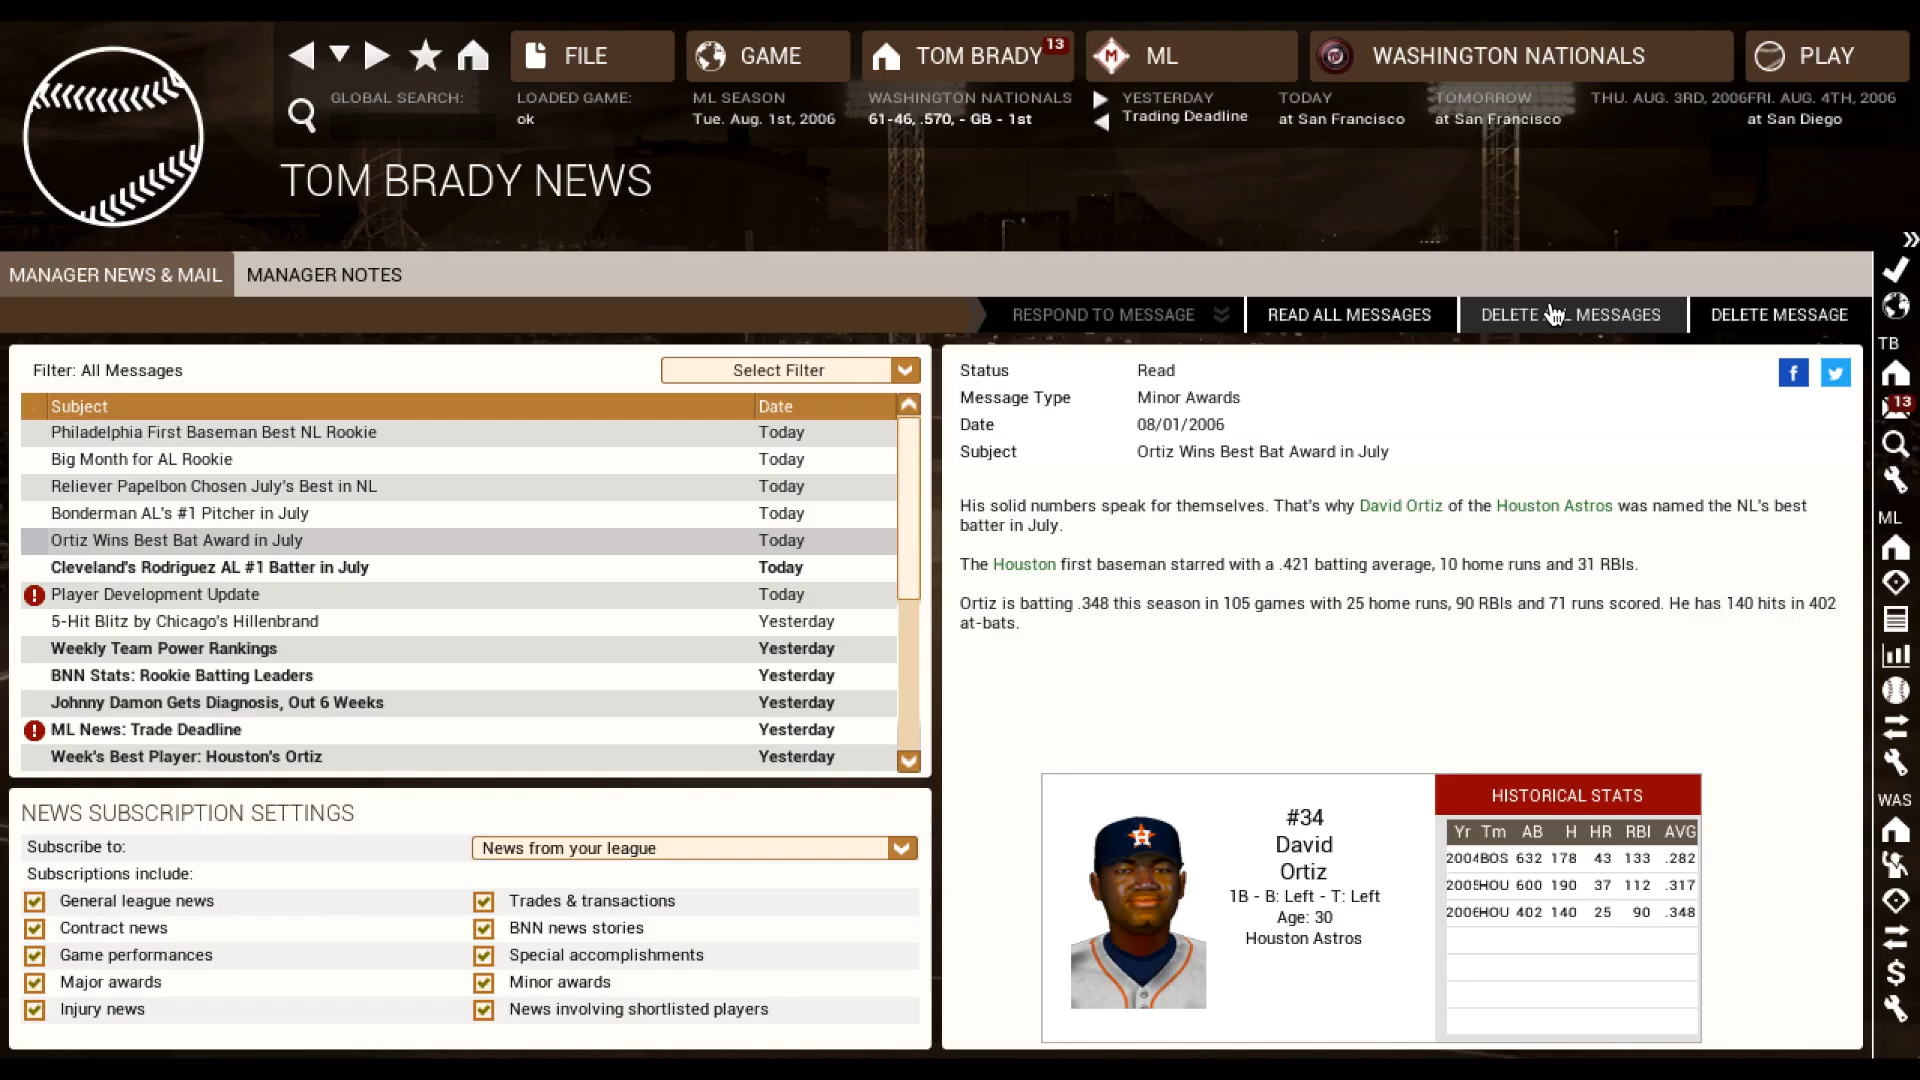 FILE
GAME
TOM BRADY 13
ML
WASHINGTON NATIONALS
PLAY
GLOBAL SEARCH:
LOADED GAME:
ok
ML SEASON
Tue. Aug. 1st, 2006
WASHINGTON NATIONALS
61-46, .570, - GB - 1st
YESTERDAY
Trading Deadline
TODAY
at San Francisco
TOMORROW
at San Francisco
THU. AUG. 3RD, 2006
FRI. AUG. 4TH, 2006
at San Diego
TOM BRADY NEWS
MANAGER NEWS & MAIL
MANAGER NOTES
RESPOND TO MESSAGE
READ ALL MESSAGES
DELETE MESSAGES
DELETE MESSAGE
Filter: All Messages
Select Filter
Subject Date
Philadelphia First Baseman Best NL Rookie Today
Big Month for AL Rookie Today
Reliever Papelbon Chosen July's Best in NL Today
Bonderman AL's #1 Pitcher in July Today
Ortiz Wins Best Bat Award in July Today
Cleveland's Rodriguez AL #1 Batter in July Today
Player Development Update Today
5-Hit Blitz by Chicago's Hillenbrand Yesterday
Weekly Team Power Rankings Yesterday
BNN Stats: Rookie Batting Leaders Yesterday
Johnny Damon Gets Diagnosis, Out 6 Weeks Yesterday
ML News: Trade Deadline Yesterday
Week's Best Player: Houston's Ortiz Yesterday
NEWS SUBSCRIPTION SETTINGS
Subscribe to: News from your league
Subscriptions include:
General league news Trades & transactions
Contract news BNN news stories
Game performances Special accomplishments
Major awards Minor awards
Injury news News involving shortlisted players
Status Read
Message Type Minor Awards
Date 08/01/2006
Subject Ortiz Wins Best Bat Award in July
His solid numbers speak for themselves. That's why David Ortiz of the Houston Astros was named the NL's best
batter in July.
The Houston first baseman starred with a .421 batting average, 10 home runs and 31 RBIs.
Ortiz is batting .348 this season in 105 games with 25 home runs, 90 RBIs and 71 runs scored. He has 140 hits in 402
at-bats.
#34
David
Ortiz
1B - B: Left - T: Left
Age: 30
Houston Astros
HISTORICAL STATS
Yr Tm AB H HR RBI AVG
2004 BOS 632 178 43 133 .282
2005 HOU 600 190 37 112 .317
2006 HOU 402 140 25 90 .348
TB
13
ML
WAS